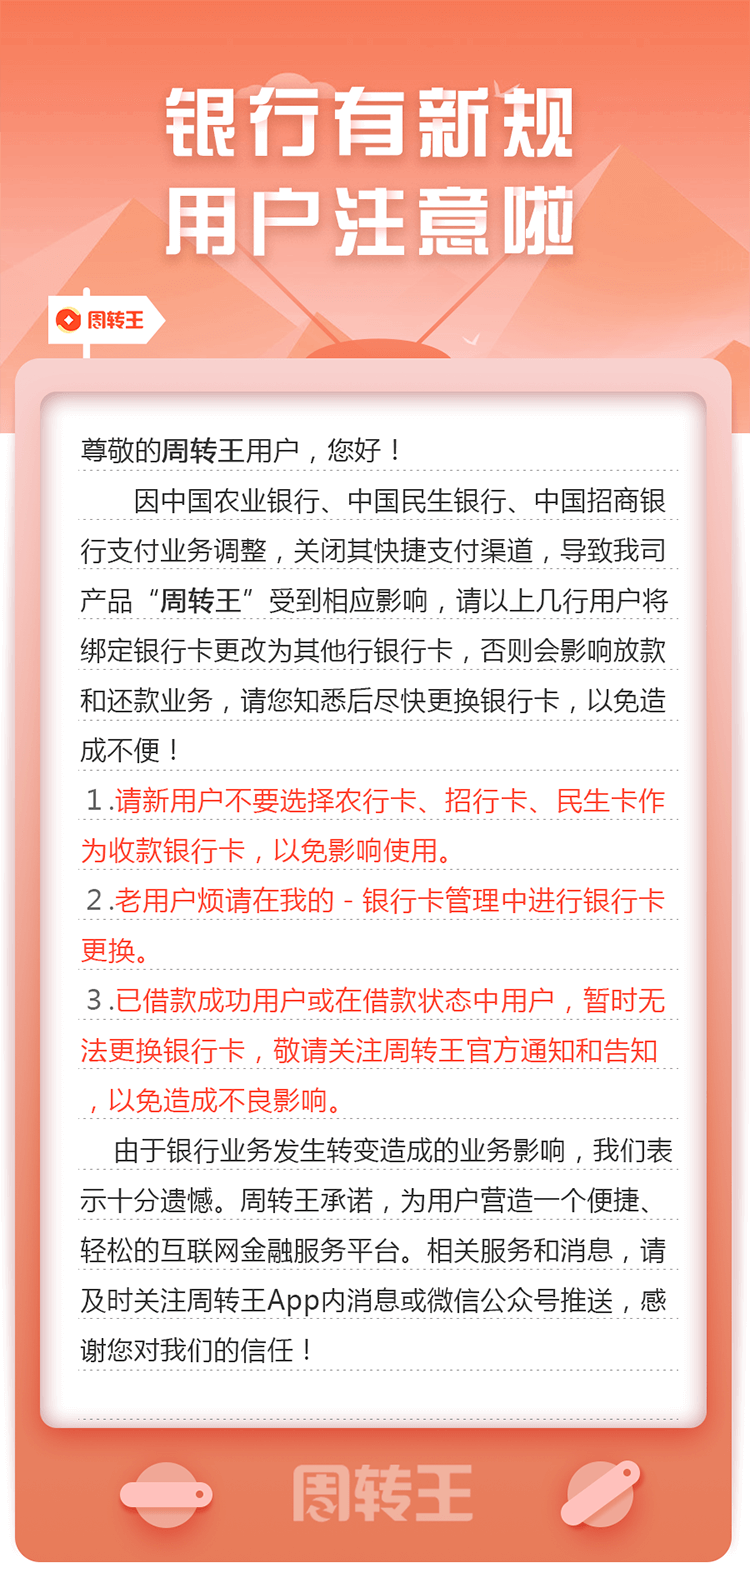 银行有新规
用户注意啦
周转王
尊敬的周转王用户，您好！
因中国农业银行、中国民生银行、中国招商银
行支付业务调整，关闭其快捷支付渠道，导致我司
产品“周转王”受到相应影响，请以上几行用户将
绑定银行卡更改为其他行银行卡，否则会影响放款
和还款业务，请您知悉后尽快更换银行卡，以免造
成不便！
1.请新用户不要选择农行卡、招行卡、民生卡作
为收款银行卡，以免影响使用。
2.老用户烦请在我的－银行卡管理中进行银行卡
更换。
3.已借款成功用户或在借款状态中用户，暂时无
法更换银行卡，敬请关注周转王官方通知和告知
，以免造成不良影响。
由于银行业务发生转变造成的业务影响，我们表
示十分遗憾。周转王承诺，为用户营造一个便捷、
轻松的互联网金融服务平台。相关服务和消息，请
及时关注周转王App内消息或微信公众号推送，感
谢您对我们的信任！
周转王